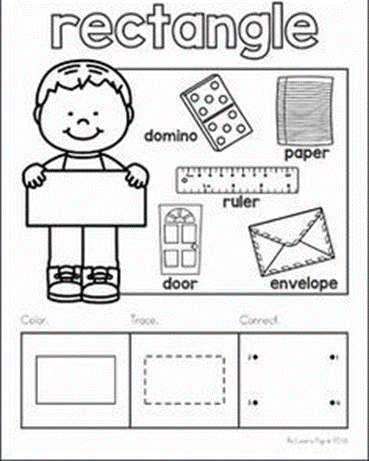 rectangle
domino
paper
ruler
door
envelope
Color. Trace. Connect.